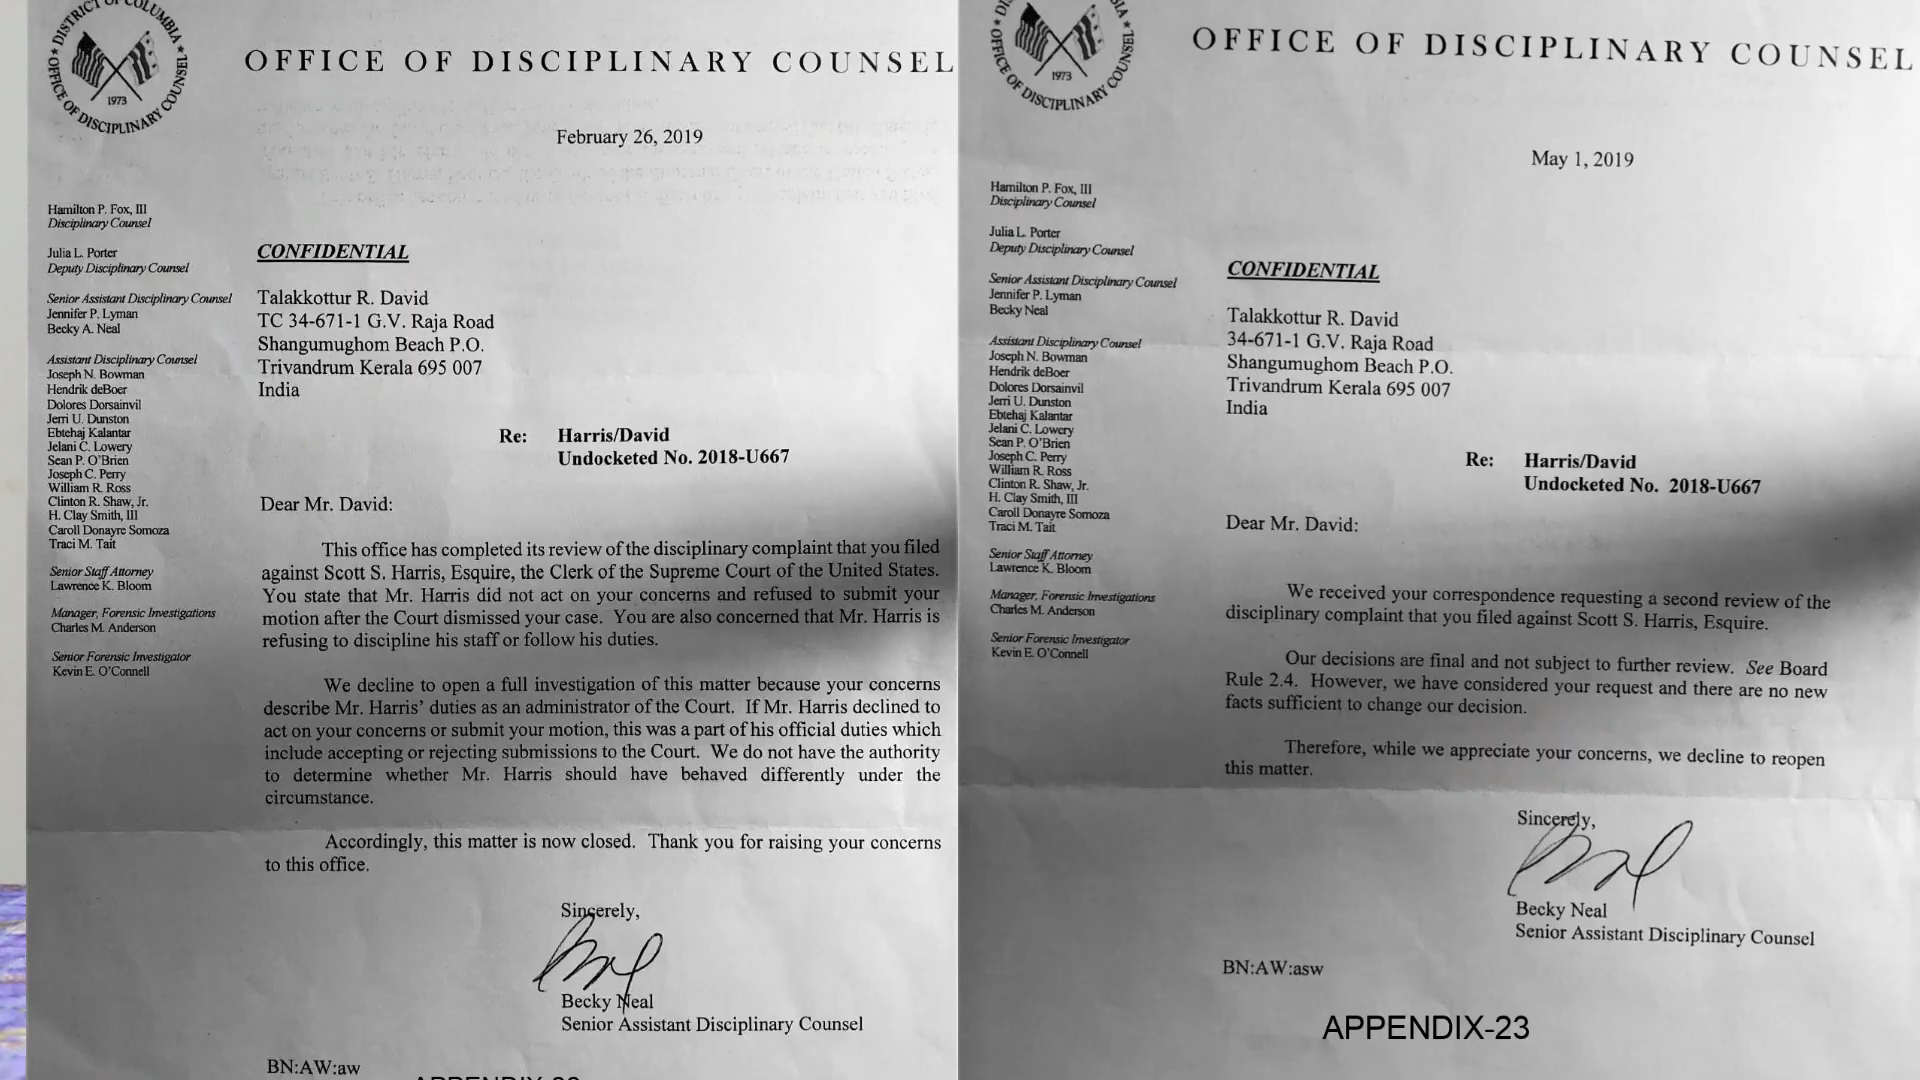 DISTRICT OF COLUMBIA
OFFICE OF DISCIPLINARY COUNSEL
1973
OFFICE OF DISCIPLINARY COUNSEL
February 26, 2019
Hamilton P. Fox, III
Disciplinary Counsel
Julia L. Porter
Deputy Disciplinary Counsel
Senior Assistant Disciplinary Counsel
Jennifer P. Lyman
Becky A. Neal
Assistant Disciplinary Counsel
Joseph N. Bowman
Hendrik deBoer
Dolores Dorsainvil
Jerri U. Dunston
Ebtehaj Kalantar
Jelani C. Lowery
Sean P. O'Brien
Joseph C. Perry
William R. Ross
Clinton R. Shaw, Jr.
H. Clay Smith, III
Caroll Donayre Somoza
Traci M. Tait
Senior Staff Attorney
Lawrence K. Bloom
Manager, Forensic Investigations
Charles M. Anderson
Senior Forensic Investigator
Kevin E. O'Connell
CONFIDENTIAL
Talakkottur R. David
TC 34-671-1 G.V. Raja Road
Shangumughom Beach P.O.
Trivandrum Kerala 695 007
India
Re: Harris/David
Undocketed No. 2018-U667
Dear Mr. David:
This office has completed its review of the disciplinary complaint that you filed
against Scott S. Harris, Esquire, the Clerk of the Supreme Court of the United States.
You state that Mr. Harris did not act on your concerns and refused to submit your
motion after the Court dismissed your case. You are also concerned that Mr. Harris is
refusing to discipline his staff or follow his duties.
We decline to open a full investigation of this matter because your concerns
describe Mr. Harris' duties as an administrator of the Court. If Mr. Harris declined to
act on your concerns or submit your motion, this was a part of his official duties which
include accepting or rejecting submissions to the Court. We do not have the authority
to determine whether Mr. Harris should have behaved differently under the
circumstance.
Accordingly, this matter is now closed. Thank you for raising your concerns
to this office.
Sincerely,
Becky Neal
Senior Assistant Disciplinary Counsel
BN:AW:aw
OFFICE OF DISCIPLINARY COUNSEL
1973
OFFICE OF DISCIPLINARY COUNSEL
May 1, 2019
Hamilton P. Fox, III
Disciplinary Counsel
Julia L. Porter
Deputy Disciplinary Counsel
Senior Assistant Disciplinary Counsel
Jennifer P. Lyman
Becky Neal
Assistant Disciplinary Counsel
Joseph N. Bowman
Hendrik deBoer
Dolores Dorsainvil
Jerri U. Dunston
Ebtehaj Kalantar
Jelani C. Lowery
Sean P. O'Brien
Joseph C. Perry
William R. Ross
Clinton R. Shaw, Jr.
H. Clay Smith, III
Caroll Donayre Somoza
Traci M. Tait
Senior Staff Attorney
Lawrence K. Bloom
Manager, Forensic Investigations
Charles M. Anderson
Senior Forensic Investigator
Kevin E. O'Connell
CONFIDENTIAL
Talakkottur R. David
34-671-1 G.V. Raja Road
Shangumughom Beach P.O.
Trivandrum Kerala 695 007
India
Re: Harris/David
Undocketed No. 2018-U667
Dear Mr. David:
We received your correspondence requesting a second review of the
disciplinary complaint that you filed against Scott S. Harris, Esquire.
Our decisions are final and not subject to further review. See Board
Rule 2.4. However, we have considered your request and there are no new
facts sufficient to change our decision.
Therefore, while we appreciate your concerns, we decline to reopen
this matter.
Sincerely,
Becky Neal
Senior Assistant Disciplinary Counsel
BN:AW:asw
APPENDIX-23